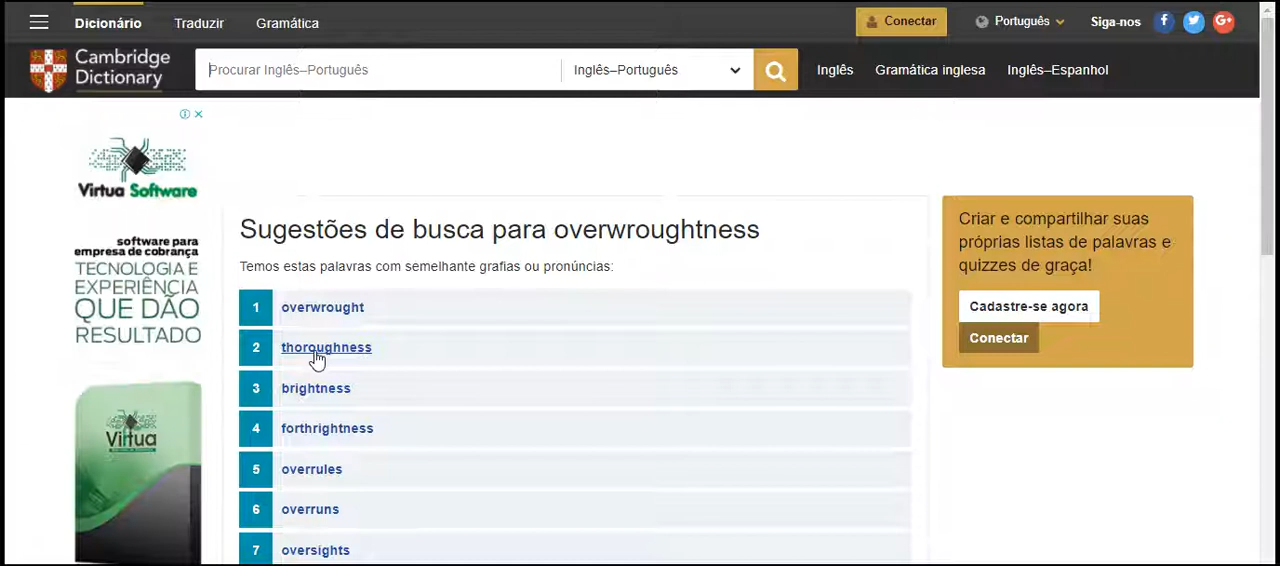 Dicionário Traduzir Gramática Conectar Português Siga-nos f G+
Cambridge
Dictionary
Procurar Inglês–Português Inglês–Português Inglês Gramática inglesa Inglês–Espanhol
Virtua Software
software para
empresa de cobrança
TECNOLOGIA E
EXPERIÊNCIA
QUE DÃO
RESULTADO
Virtua
Sugestões de busca para overwroughtness
Temos estas palavras com semelhante grafias ou pronúncias:
1 overwrought
2 thoroughness
3 brightness
4 forthrightness
5 overrules
6 overruns
7 oversights
Criar e compartilhar suas
próprias listas de palavras e
quizzes de graça!
Cadastre-se agora
Conectar